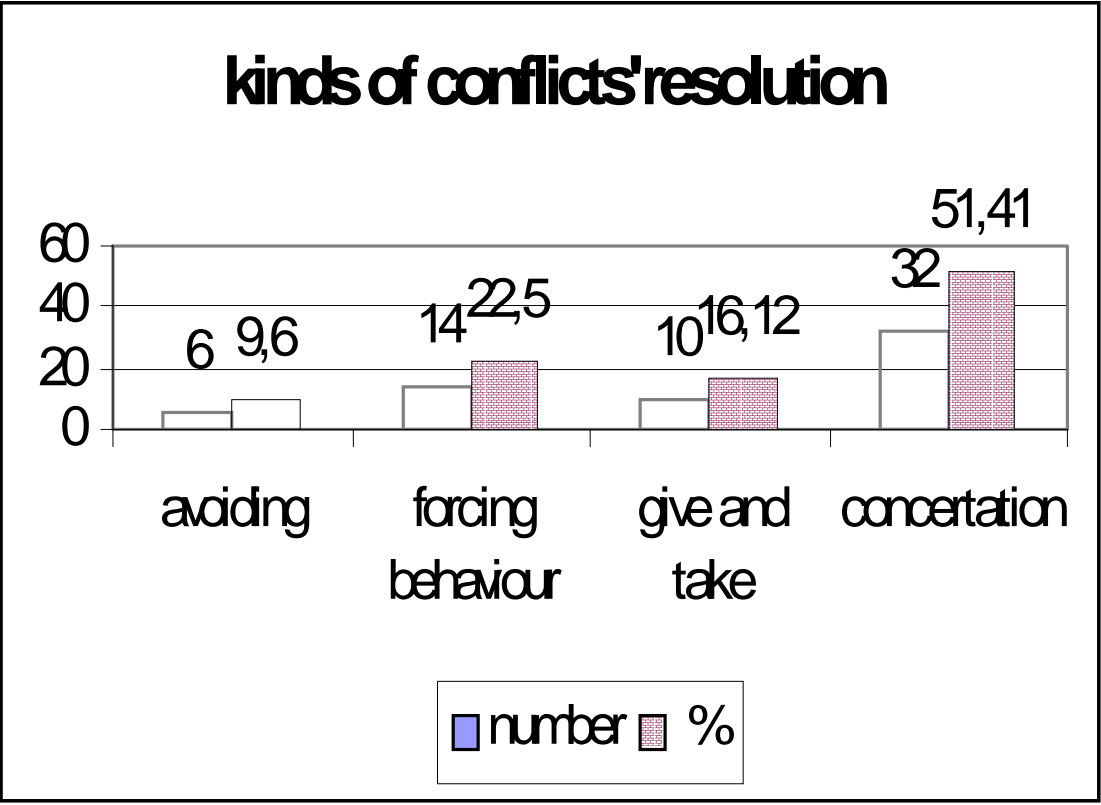 kinds of conflicts' resolution
51,41
60
32
40
22,5
14
16,12
10
9,6
6
20
0
avoiding
forcing
behaviour
give and
take
concertation
number
%